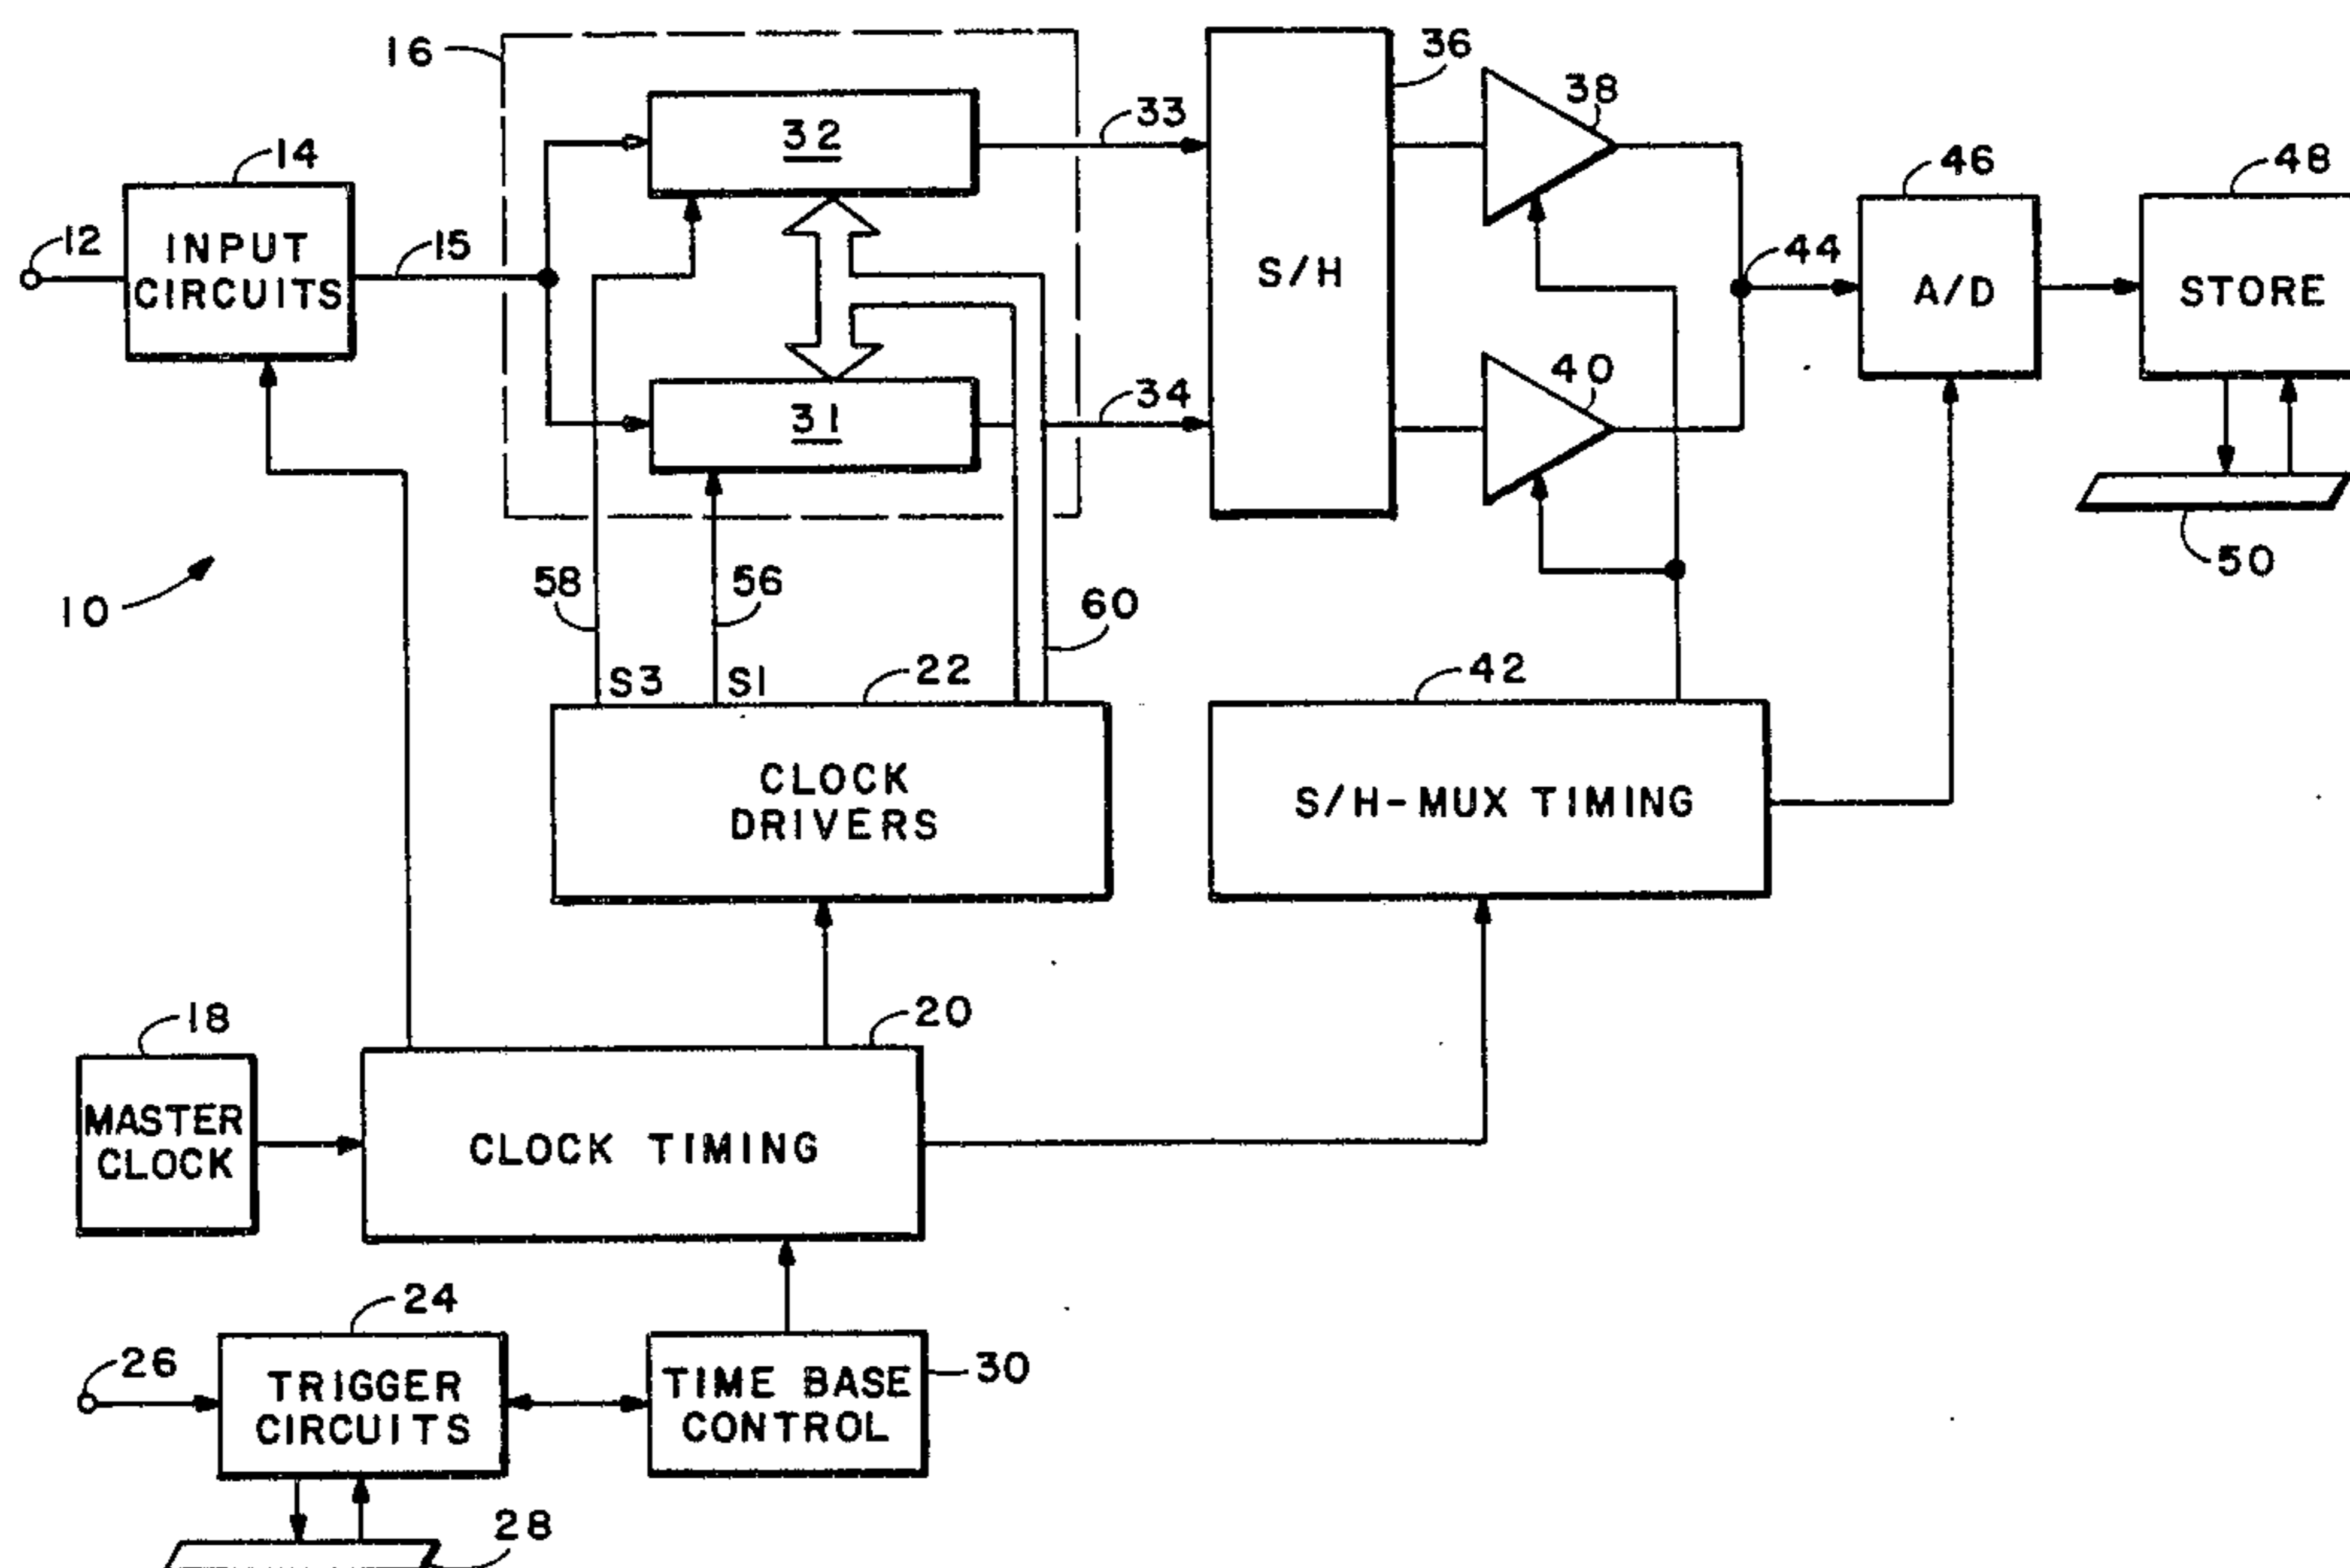 16
36
38
33
32
14
46
48
12
INPUT
CIRCUITS
15
44
S/H
A/D
STORE
40
34
31
50
58
56
60
10
S3
S1
22
42
CLOCK
DRIVERS
S/H-MUX TIMING
18
20
MASTER
CLOCK
CLOCK TIMING
24
26
TRIGGER
CIRCUITS
TIME BASE
CONTROL
30
28